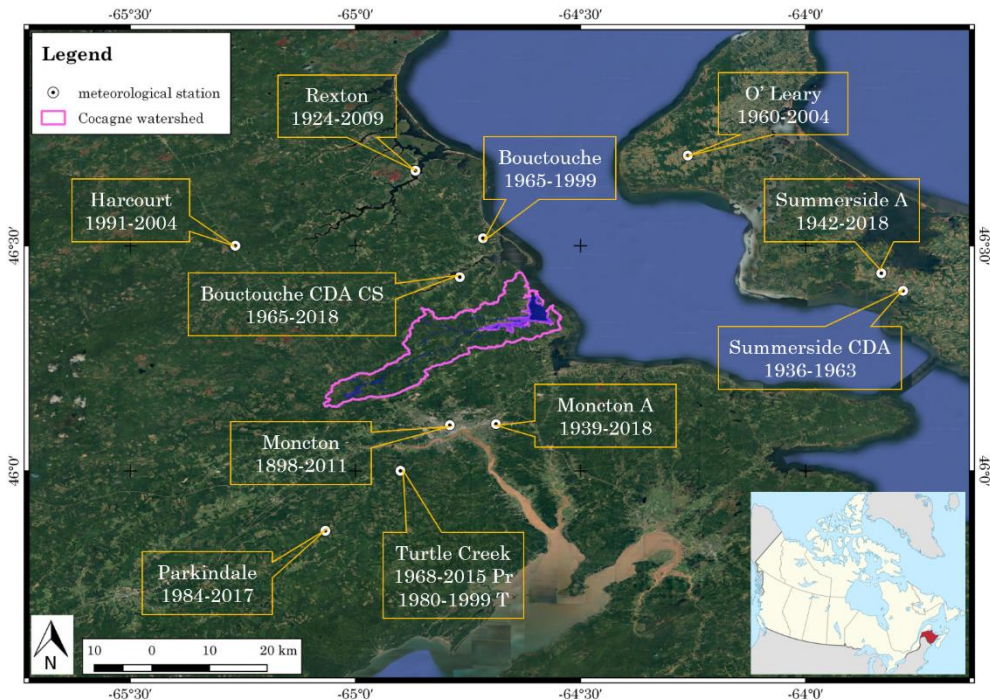 -65°30
-65°0
-64°30
-64°0
Legend
meteorological station
Cocagne watershed
Rexton
1924-2009
O' Leary
1960-2004
Bouctouche
1965-1999
Harcourt
1991-2004
Summerside A
1942-2018
46°30
46°30
Bouctouche CDA CS
1965-2018
Summerside CDA
1936-1963
Moncton A
1939-2018
Moncton
1898-2011
46°0
46°0
Turtle Creek
1968-2015 Pr
1980-1999 T
Parkindale
1984-2017
N
10 0 10 20 km
-65°30
-65°0
-64°30
-64°0